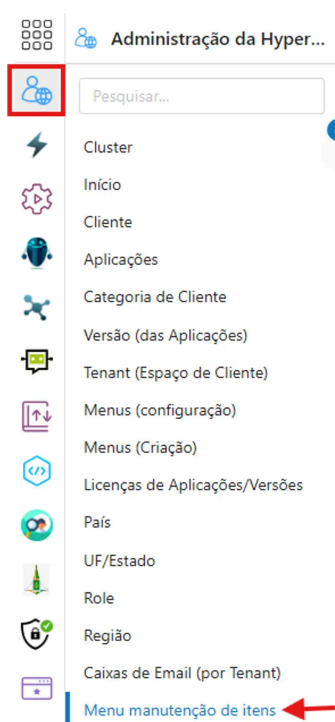 Administração da Hyper...
Pesquisar...
Cluster
Início
Cliente
Aplicações
Categoria de Cliente
Versão (das Aplicações)
Tenant (Espaço de Cliente)
Menus (configuração)
Menus (Criação)
Licenças de Aplicações/Versões
País
UF/Estado
Role
Região
Caixas de Email (por Tenant)
Menu manutenção de itens